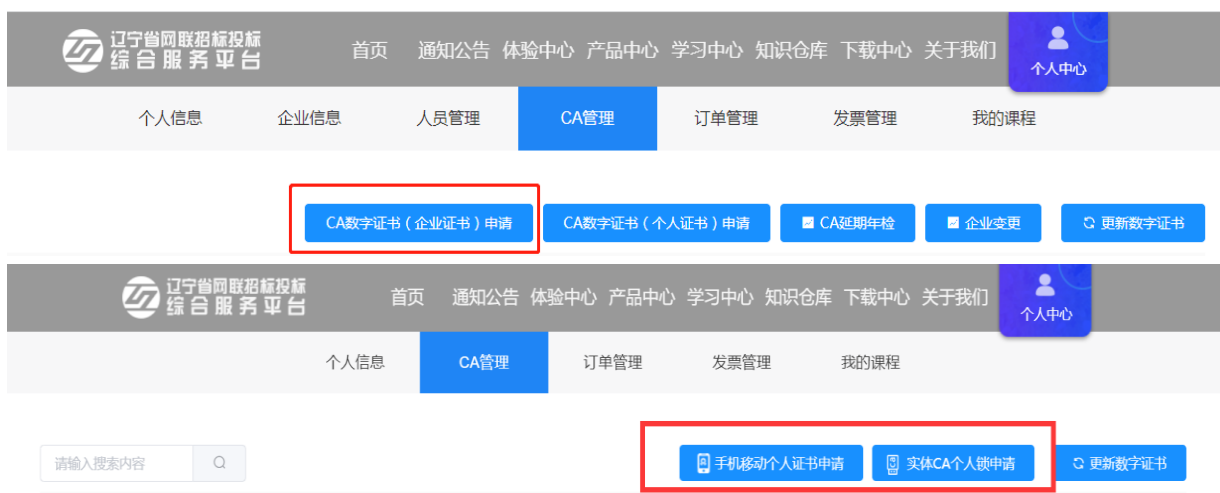 辽宁省网联招标投标
综合服务平台
首页 通知公告 体验中心 产品中心 学习中心 知识仓库 下载中心 关于我们 个人中心
个人信息 企业信息 人员管理 CA管理 订单管理 发票管理 我的课程
CA数字证书（企业证书）申请 CA数字证书（个人证书）申请 CA延期年检 企业变更 更新数字证书
辽宁省网联招标投标
综合服务平台
首页 通知公告 体验中心 产品中心 学习中心 知识仓库 下载中心 关于我们 个人中心
个人信息 CA管理 订单管理 发票管理 我的课程
请输入搜索内容 手机移动个人证书申请 实体CA个人锁申请 更新数字证书